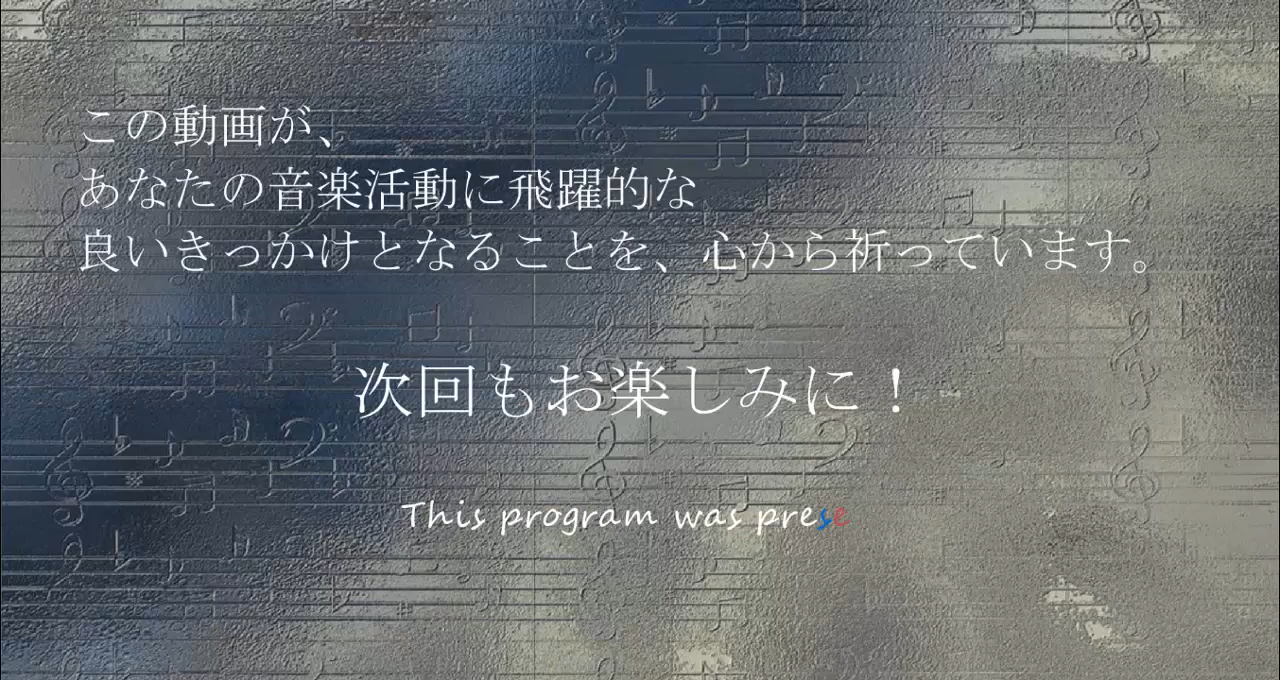 この動画が、
あなたの音楽活動に飛躍的な
良いきっかけとなることを、心から祈っています。
次回もお楽しみに！
This program was prese